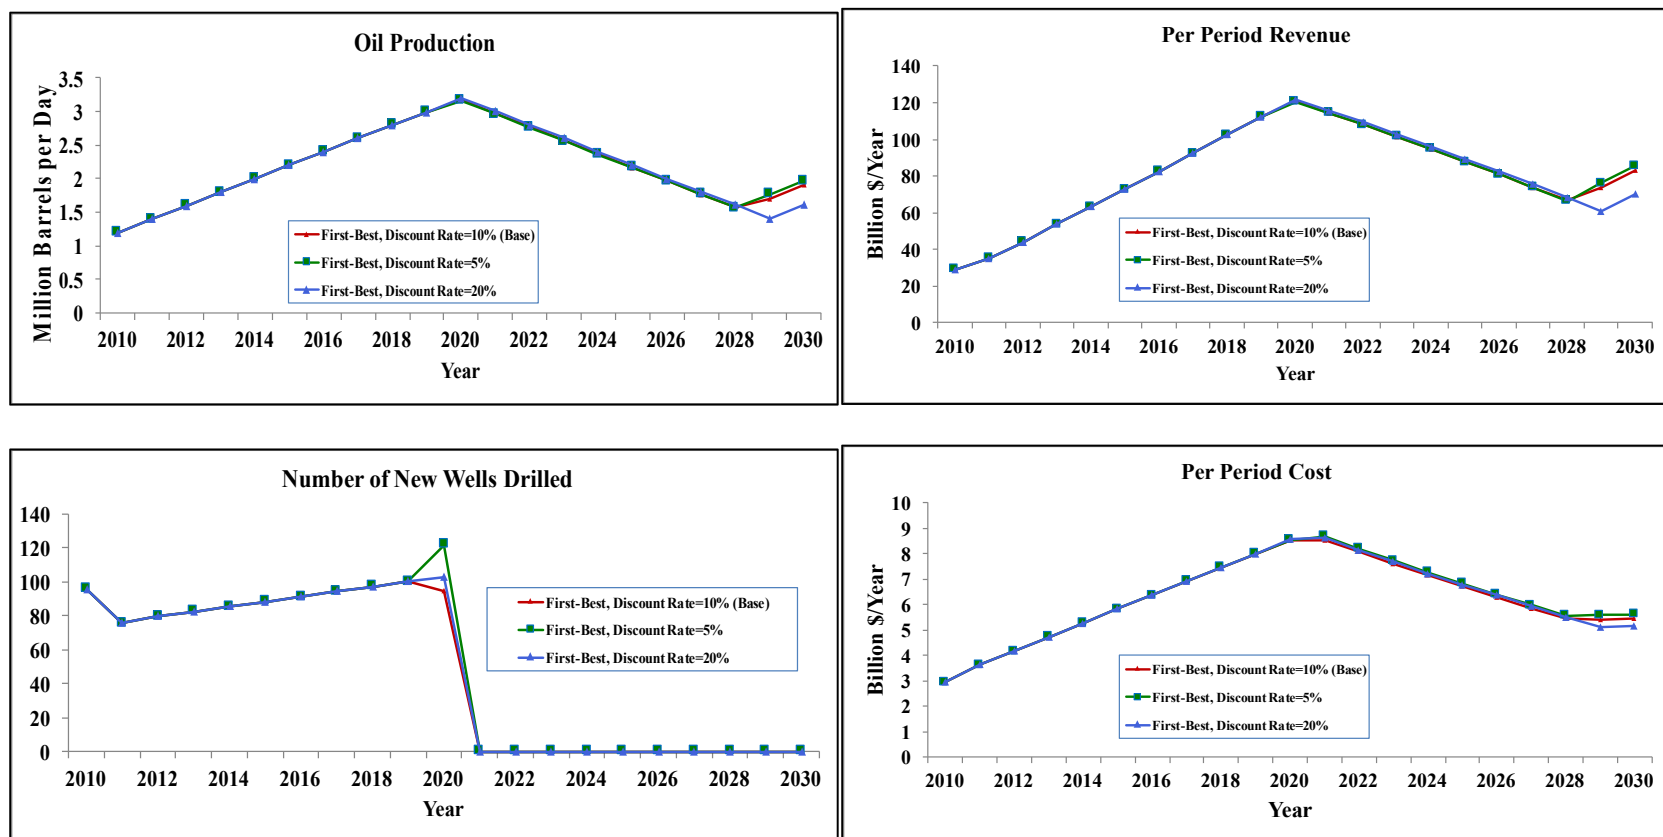 Oil Production
Million Barrels per Day
3.5
3
2.5
2
1.5
1
0.5
0
First-Best, Discount Rate=10% (Base)
First-Best, Discount Rate=5%
First-Best, Discount Rate=20%
2010 2012 2014 2016 2018 2020 2022 2024 2026 2028 2030
Year
Per Period Revenue
Billion $/Year
140
120
100
80
60
40
20
0
First-Best, Discount Rate=10% (Base)
First-Best, Discount Rate=5%
First-Best, Discount Rate=20%
2010 2012 2014 2016 2018 2020 2022 2024 2026 2028 2030
Year
Number of New Wells Drilled
140
120
100
80
60
40
20
0
First-Best, Discount Rate=10% (Base)
First-Best, Discount Rate=5%
First-Best, Discount Rate=20%
2010 2012 2014 2016 2018 2020 2022 2024 2026 2028 2030
Year
Per Period Cost
Billion $/Year
10
9
8
7
6
5
4
3
2
1
0
First-Best, Discount Rate=10% (Base)
First-Best, Discount Rate=5%
First-Best, Discount Rate=20%
2010 2012 2014 2016 2018 2020 2022 2024 2026 2028 2030
Year